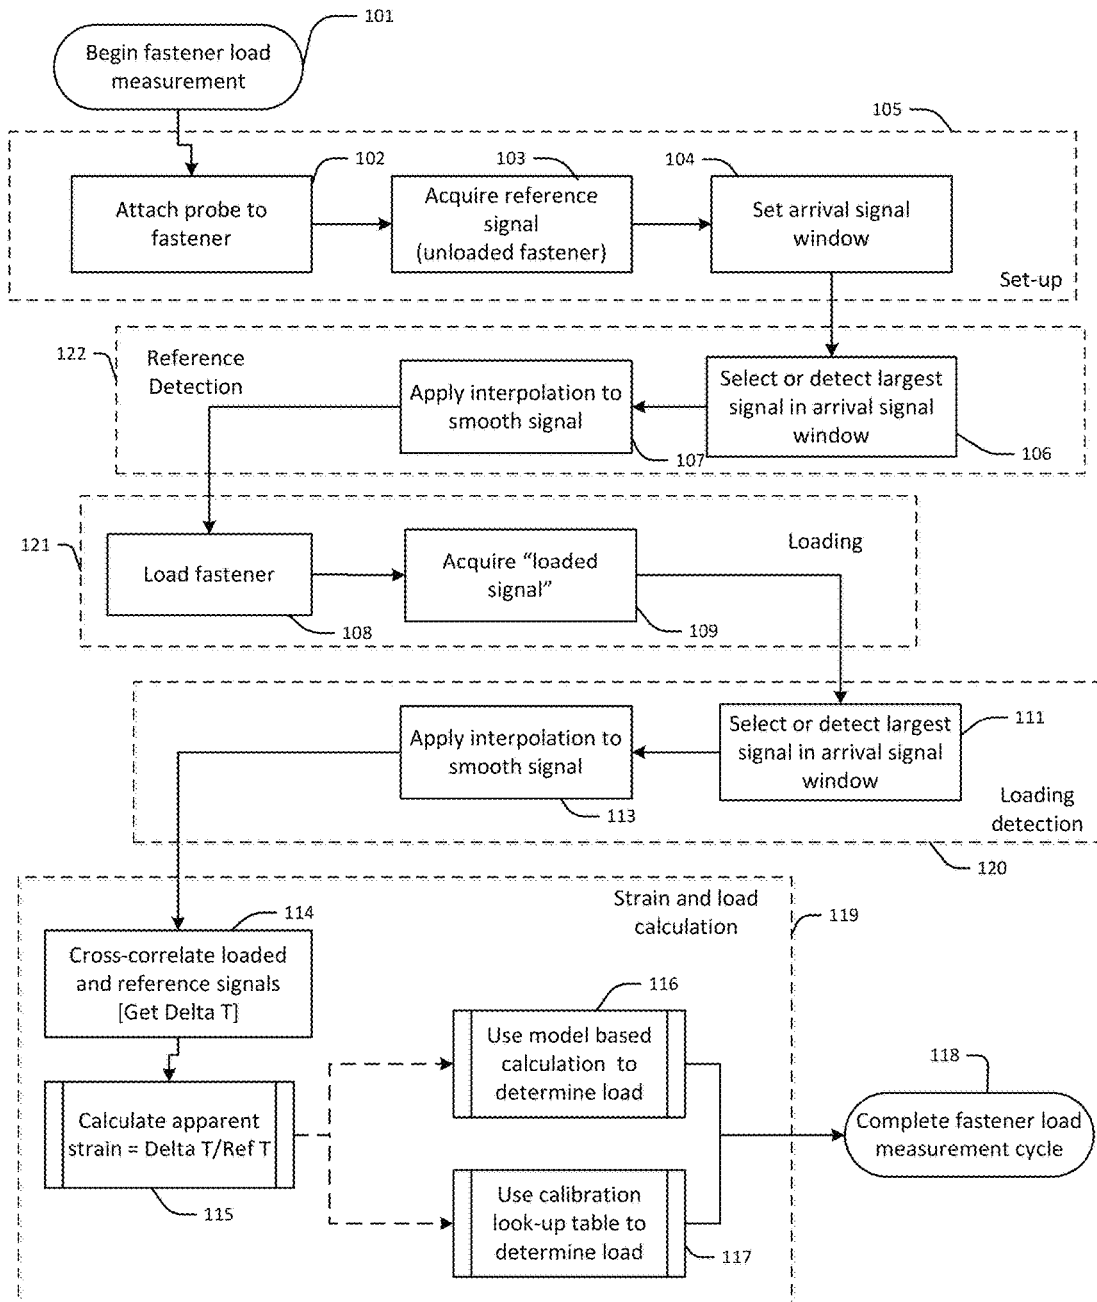 101
Begin fastener load
measurement
105
102
103
104
Attach probe to
fastener
Acquire reference
signal
(unloaded fastener)
Set arrival signal
window
Set-up
122
Reference
Detection
Apply interpolation to
smooth signal
Select or detect largest
signal in arrival signal
window
107
106
121
Loading
Load fastener
Acquire “loaded
signal”
108
109
111
Apply interpolation to
smooth signal
Select or detect largest
signal in arrival signal
window
113
Loading
detection
120
Strain and load
calculation
119
114
Cross-correlate loaded
and reference signals
[Get Delta T]
116
Use model based
calculation to
determine load
118
Calculate apparent
strain = Delta T/Ref T
Complete fastener load
measurement cycle
115
Use calibration
look-up table to
determine load
117